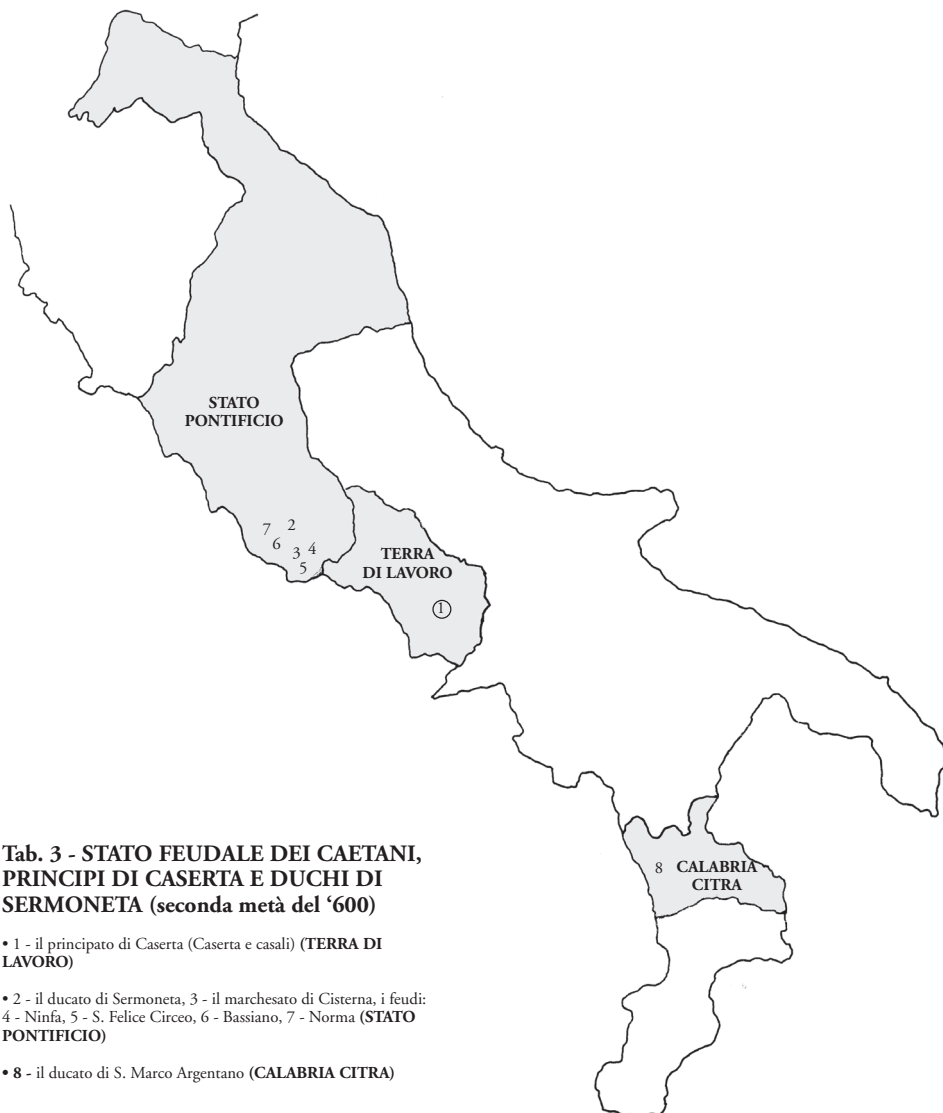 STATO
PONTIFICIO
7 2
6 3 4
5
TERRA
DI LAVORO
1
8 CALABRIA
CITRA
Tab. 3 - STATO FEUDALE DEI CAETANI,
PRINCIPI DI CASERTA E DUCHI DI
SERMONETA (seconda metà del ‘600)
• 1 - il principato di Caserta (Caserta e casali) (TERRA DI
LAVORO)
• 2 - il ducato di Sermoneta, 3 - il marchesato di Cisterna, i feudi:
4 - Ninfa, 5 - S. Felice Circeo, 6 - Bassiano, 7 - Norma (STATO
PONTIFICIO)
• 8 - il ducato di S. Marco Argentano (CALABRIA CITRA)